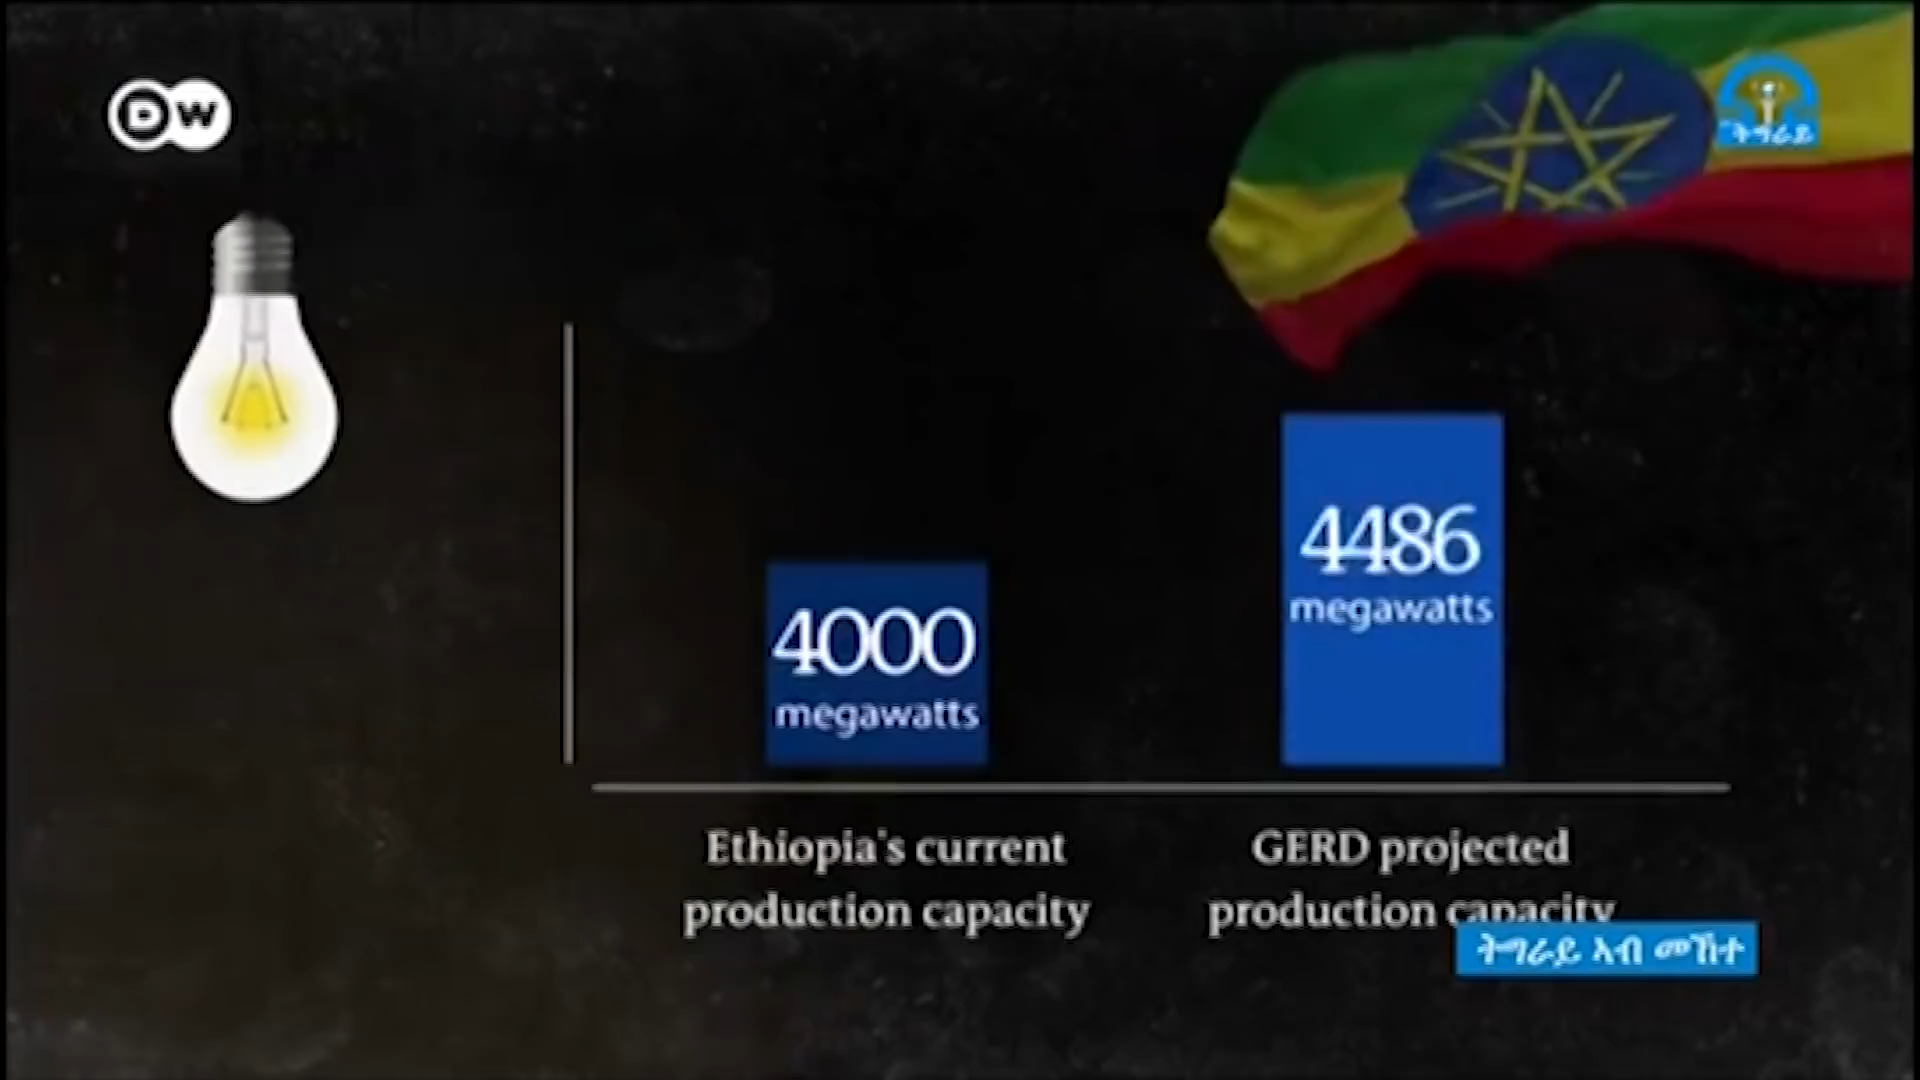 DW
ትግራይ
4000
megawatts
4486
megawatts
Ethiopia's current
production capacity
GERD projected
production capacity
ትግራይ ኣብ መኸተ